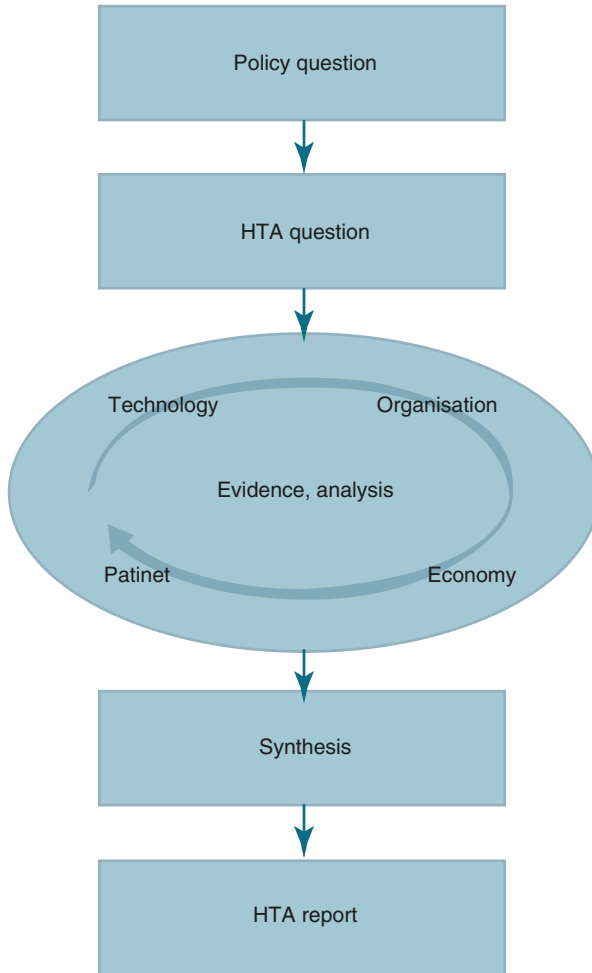 Policy question
HTA question
Technology
Organisation
Evidence, analysis
Patinet
Economy
Synthesis
HTA report